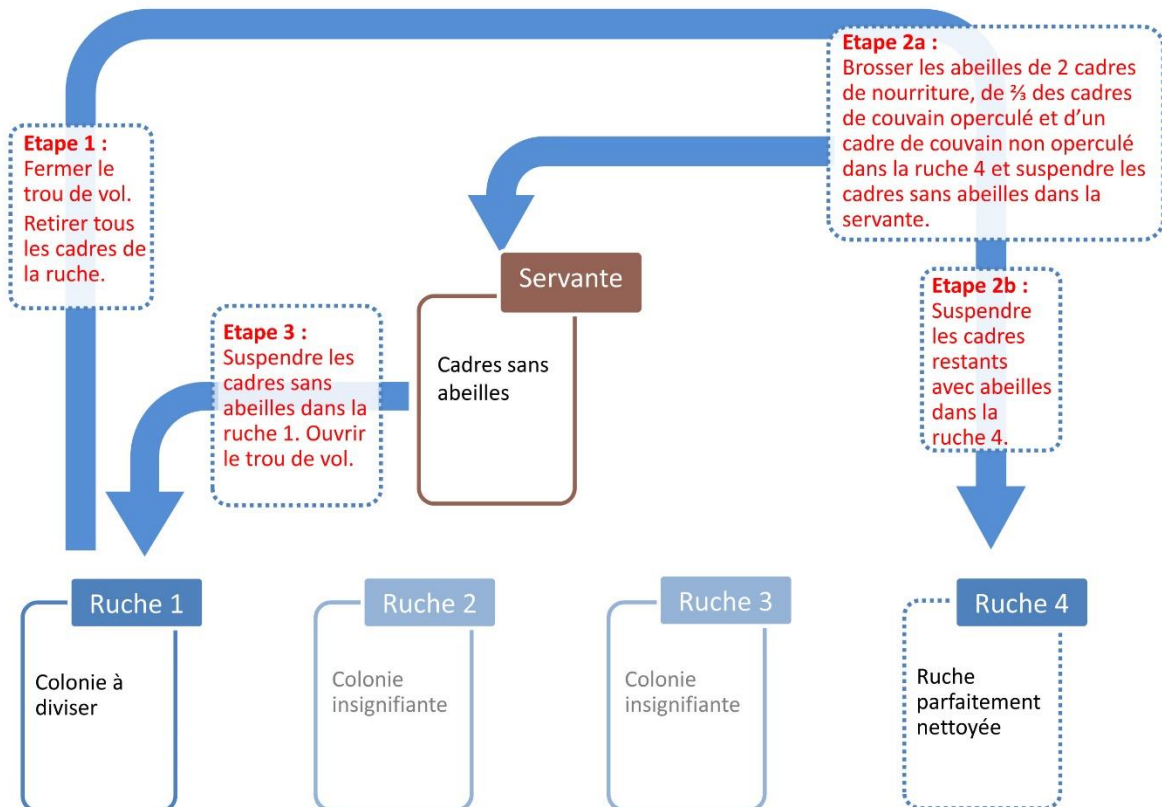 Etape 1 :
Fermer le
trou de vol.
Retirer tous
les cadres de
la ruche.
Etape 2a :
Brosser les abeilles de 2 cadres
de nourriture, de ⅔ des cadres
de couvain operculé et d’un
cadre de couvain non operculé
dans la ruche 4 et suspendre les
cadres sans abeilles dans la
servante.
Servante
Cadres sans
abeilles
Etape 2b :
Suspendre
les cadres
restants
avec abeilles
dans la
ruche 4.
Etape 3 :
Suspendre les
cadres sans
abeilles dans la
ruche 1. Ouvrir
le trou de vol.
Ruche 1
Colonie à
diviser
Ruche 2
Colonie
insignifiante
Ruche 3
Colonie
insignifiante
Ruche 4
Ruche
parfaitement
nettoyée